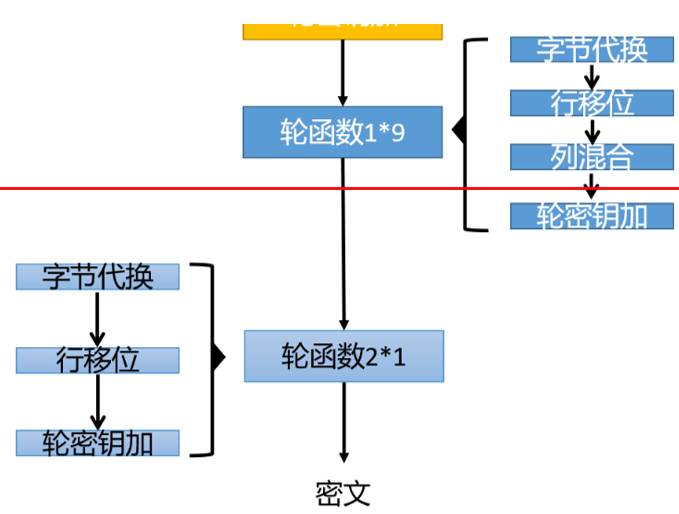 字节代换
行移位
轮函数1*9
列混合
轮密钥加
字节代换
行移位
轮函数2*1
轮密钥加
密文